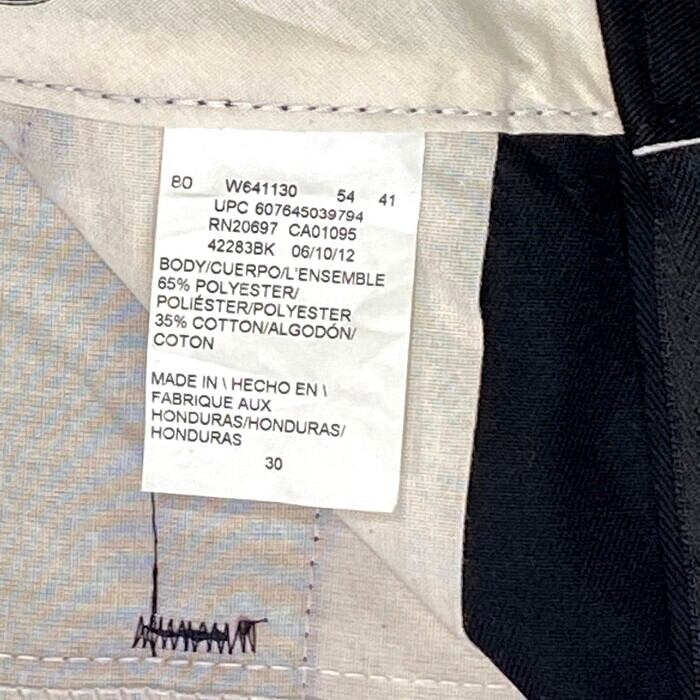 80 W641130 54 41
UPC 607645039794
RN20697 CA01095
42283BK 06/10/12
BODY/CUERPO/L'ENSEMBLE
65% POLYESTER/
POLIÉSTER/POLYESTER
35% COTTON/ALGODÓN/
COTON
MADE IN \ HECHO EN \
FABRIQUE AUX
HONDURAS/HONDURAS/
HONDURAS
30